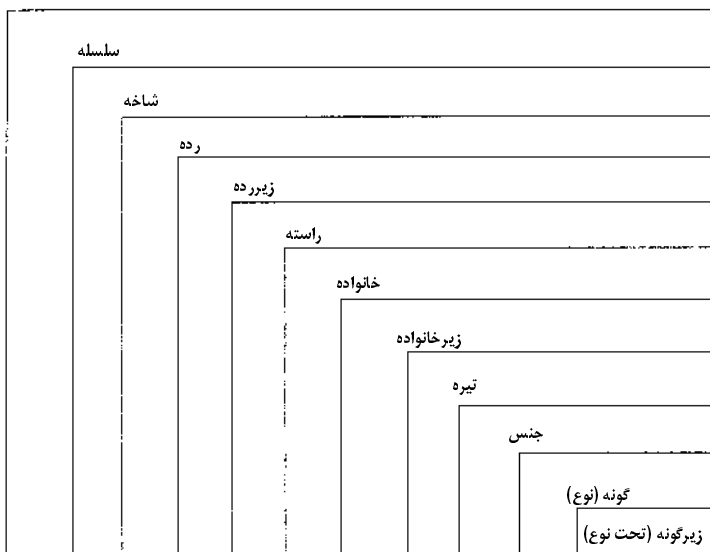 سلسله
شاخه
رده
زیررده
راسته
خانواده
زیرخانواده
تیره
جنس
گونه (نوع)
زیرگونه (تحت نوع)